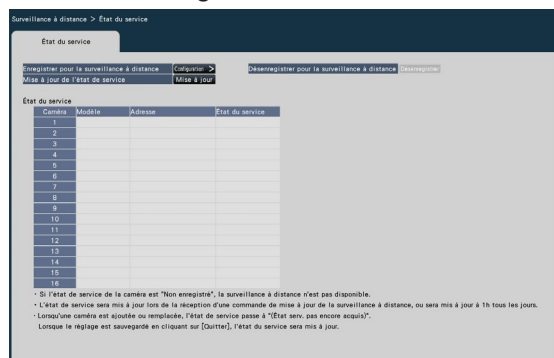 Surveillance à distance > État du service
État du service
Enregistrer pour la surveillance à distance Configuration > Désenregistrer pour la surveillance à distance Désenregistrer
Mise à jour de l'état de service Mise à jour
État du service
Caméra Modèle Adresse État du service
1
2
3
4
5
6
7
8
9
10
11
12
13
14
15
16
・Si l'état de service de la caméra est "Non enregistré", la surveillance à distance n'est pas disponible.
・L'état de service sera mis à jour lors de la réception d'une commande de mise à jour de la surveillance à distance, ou sera mis à jour à 1h tous les jours.
・Lorsqu'une caméra est ajoutée ou remplacée, l'état de service passe à "(État serv. pas encore acquis)".
Lorsque le réglage est sauvegardé en cliquant sur [Quitter], l'état du service sera mis à jour.